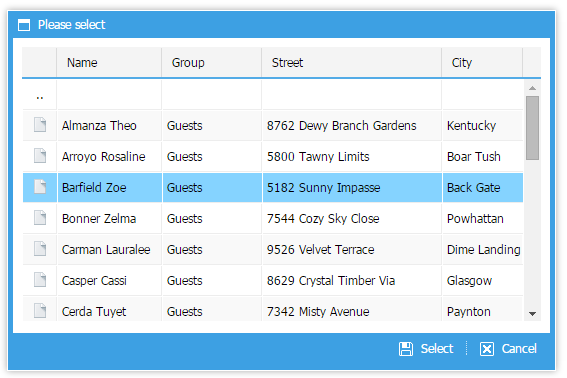 Please select
Name Group Street City
..
Almanza Theo Guests 8762 Dewy Branch Gardens Kentucky
Arroyo Rosaline Guests 5800 Tawny Limits Boar Tush
Barfield Zoe Guests 5182 Sunny Impasse Back Gate
Bonner Zelma Guests 7544 Cozy Sky Close Powhattan
Carman Lauralee Guests 9526 Velvet Terrace Dime Landing
Casper Cassi Guests 8629 Crystal Timber Via Glasgow
Cerda Tuyet Guests 7342 Misty Avenue Paynton
Select Cancel